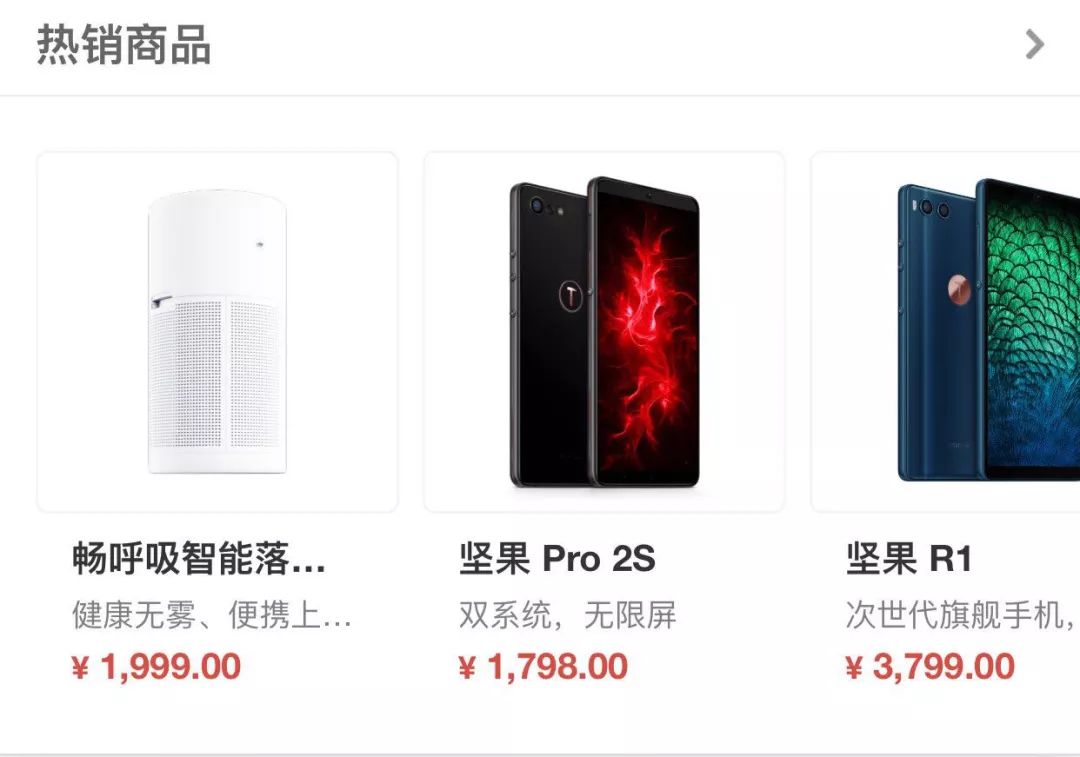 热销商品
畅呼吸智能落...
健康无雾、便携上...
¥ 1,999.00
坚果 Pro 2S
双系统，无限屏
¥ 1,798.00
坚果 R1
次世代旗舰手机，
¥ 3,799.00